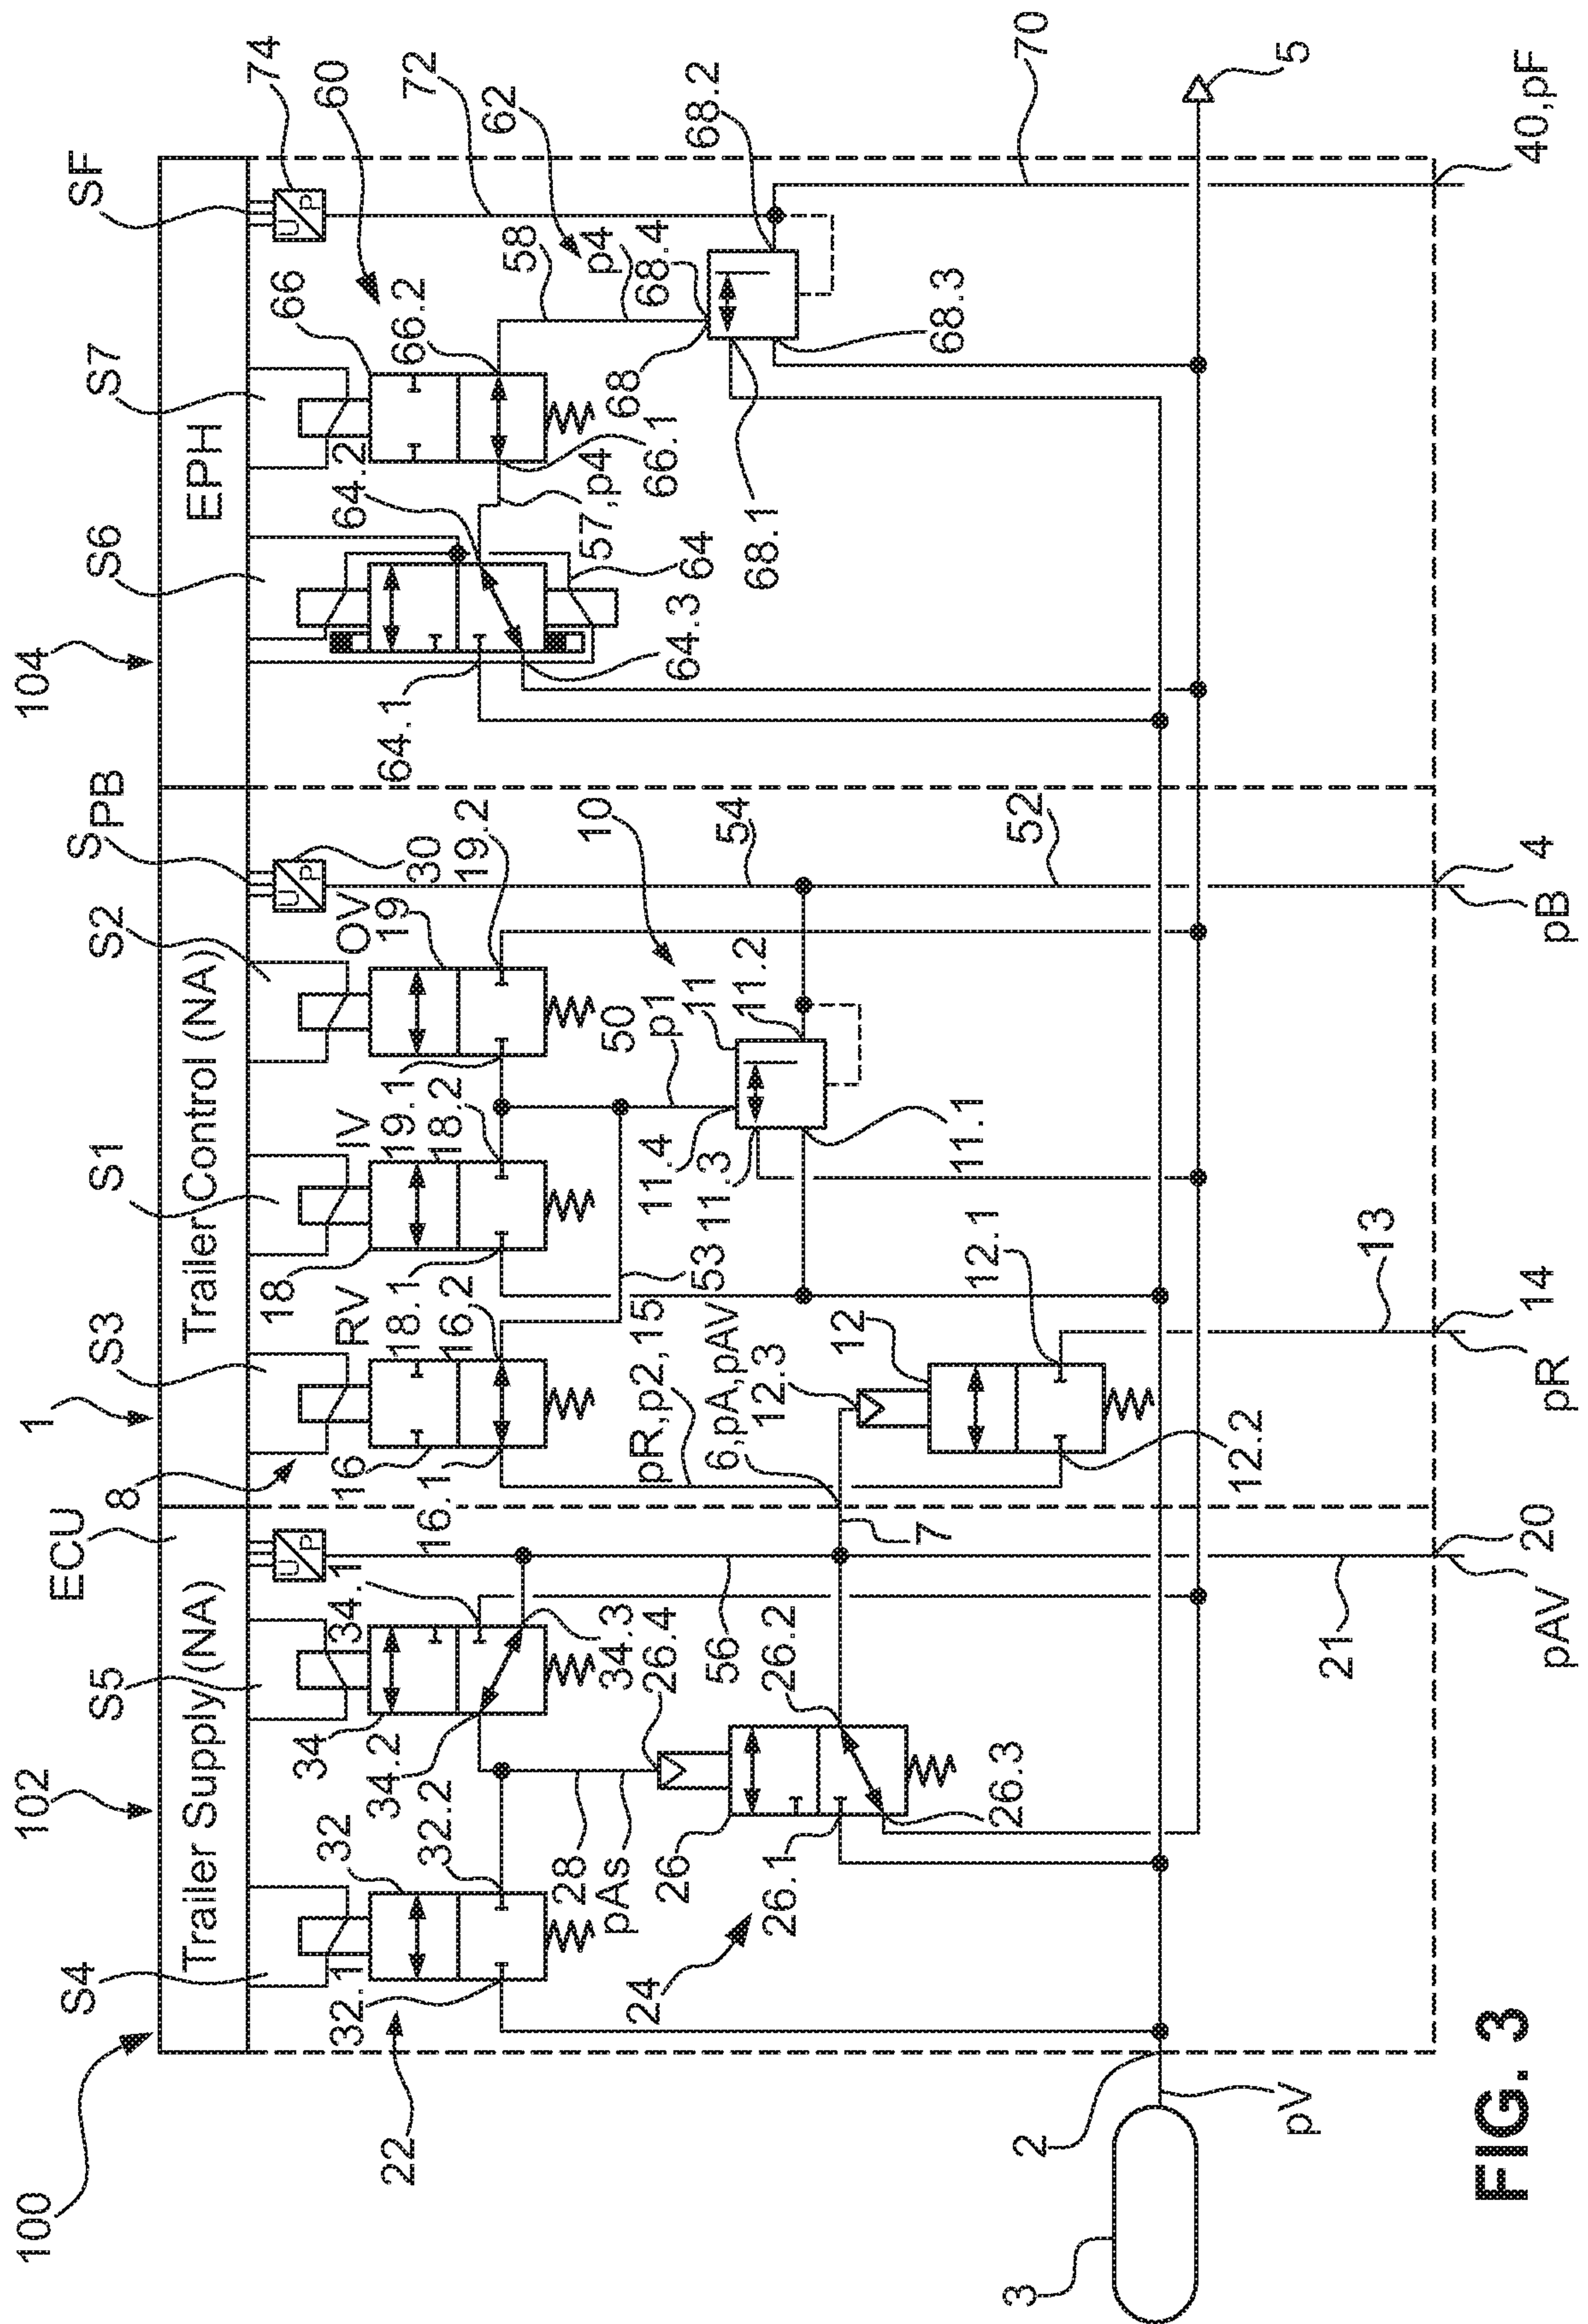 100
102
1
104
S4
S5
ECU
8
S3
S1
S2
SPB
S6
S7
SF
74
Trailer Supply/(NA)
Trailer Control (NA)
EPH
60
72
62
22
32.1
32
34
34.1
34.2
32.2
16
16.1
RV
18
18.1
16,2
IV
19.1
18.2
OV
19
30
19.2
64.1
64.2
64.3
64
57,p4
66
66.2
66.1
58
p4
68
68.4
68.2
68.1
68.3
U
P
U
P
U
P
24
28
pAs
26
26.4
34.3
26.1
26.2
26.3
56
7
pR,p2,15
6,pA,pAV
12.3
12
12.1
12.2
53
50
p1
11
11.4
11.3
11.2
11.1
10
54
52
70
5
3
2
pV
21
20
pAV
13
14
pR
4
pB
40,pF
FIG. 3